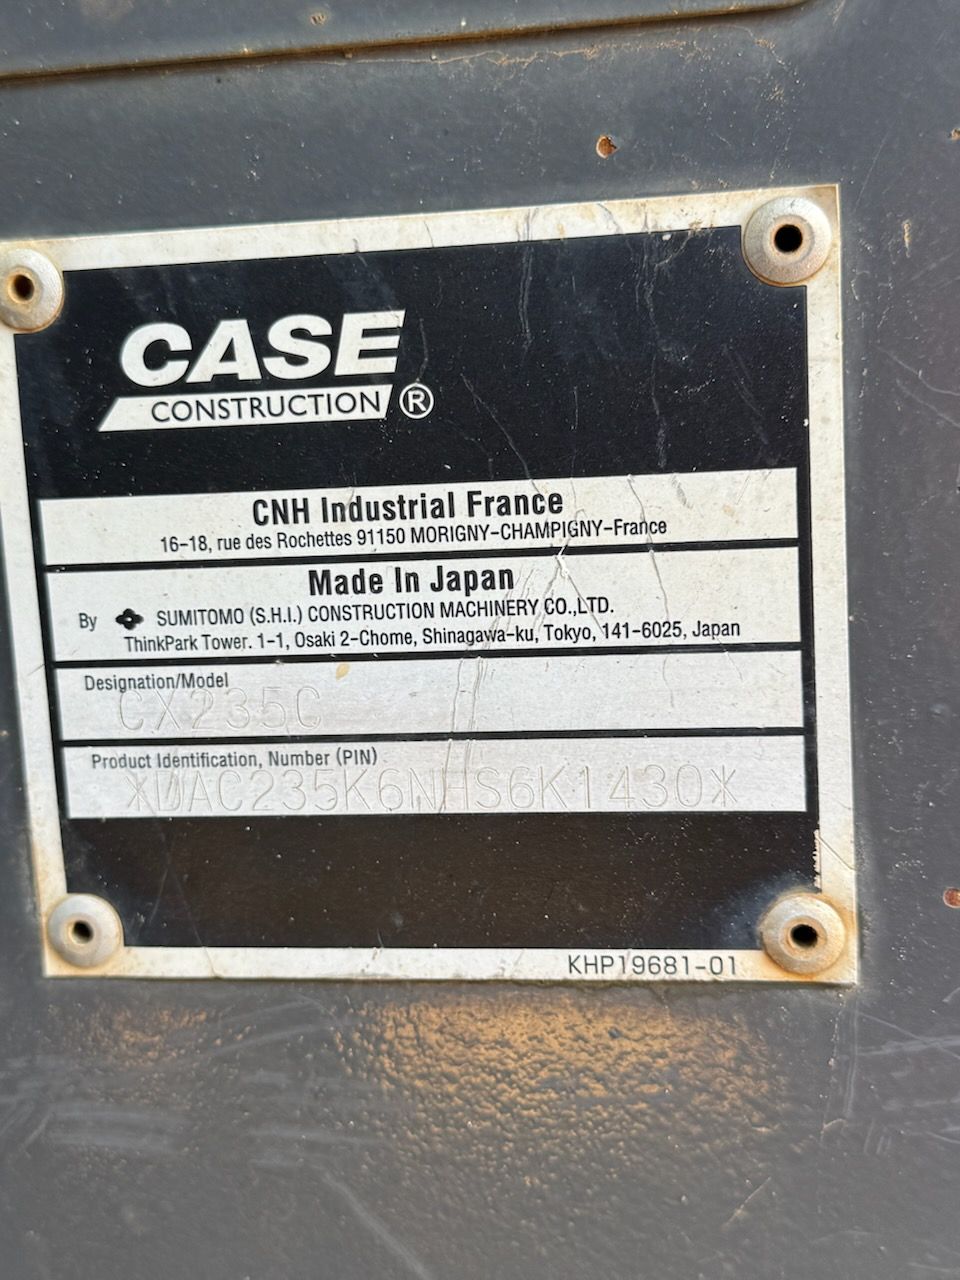 CASE
CONSTRUCTION ®
CNH Industrial France
16-18, rue des Rochettes 91150 MORIGNY-CHAMPIGNY-France
Made In Japan
By SUMITOMO (S.H.I.) CONSTRUCTION MACHINERY CO.,LTD.
ThinkPark Tower. 1-1, Osaki 2-Chome, Shinagawa-ku, Tokyo, 141-6025, Japan
Designation/Model
CX235C
Product Identification, Number (PIN)
*DAC235K6NHS6K1430*
KHP19681-01